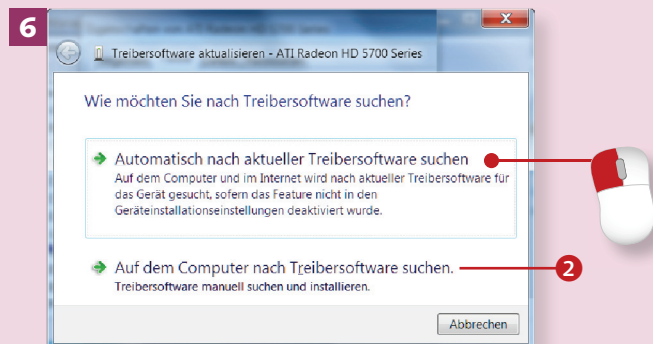 6
Treibersoftware aktualisieren - ATI Radeon HD 5700 Series
Wie möchten Sie nach Treibersoftware suchen?
Automatisch nach aktueller Treibersoftware suchen
Auf dem Computer und im Internet wird nach aktueller Treibersoftware für
das Gerät gesucht, sofern das Feature nicht in den
Geräteinstallationseinstellungen deaktiviert wurde.
Auf dem Computer nach Treibersoftware suchen.
2
Treibersoftware manuell suchen und installieren.
Abbrechen